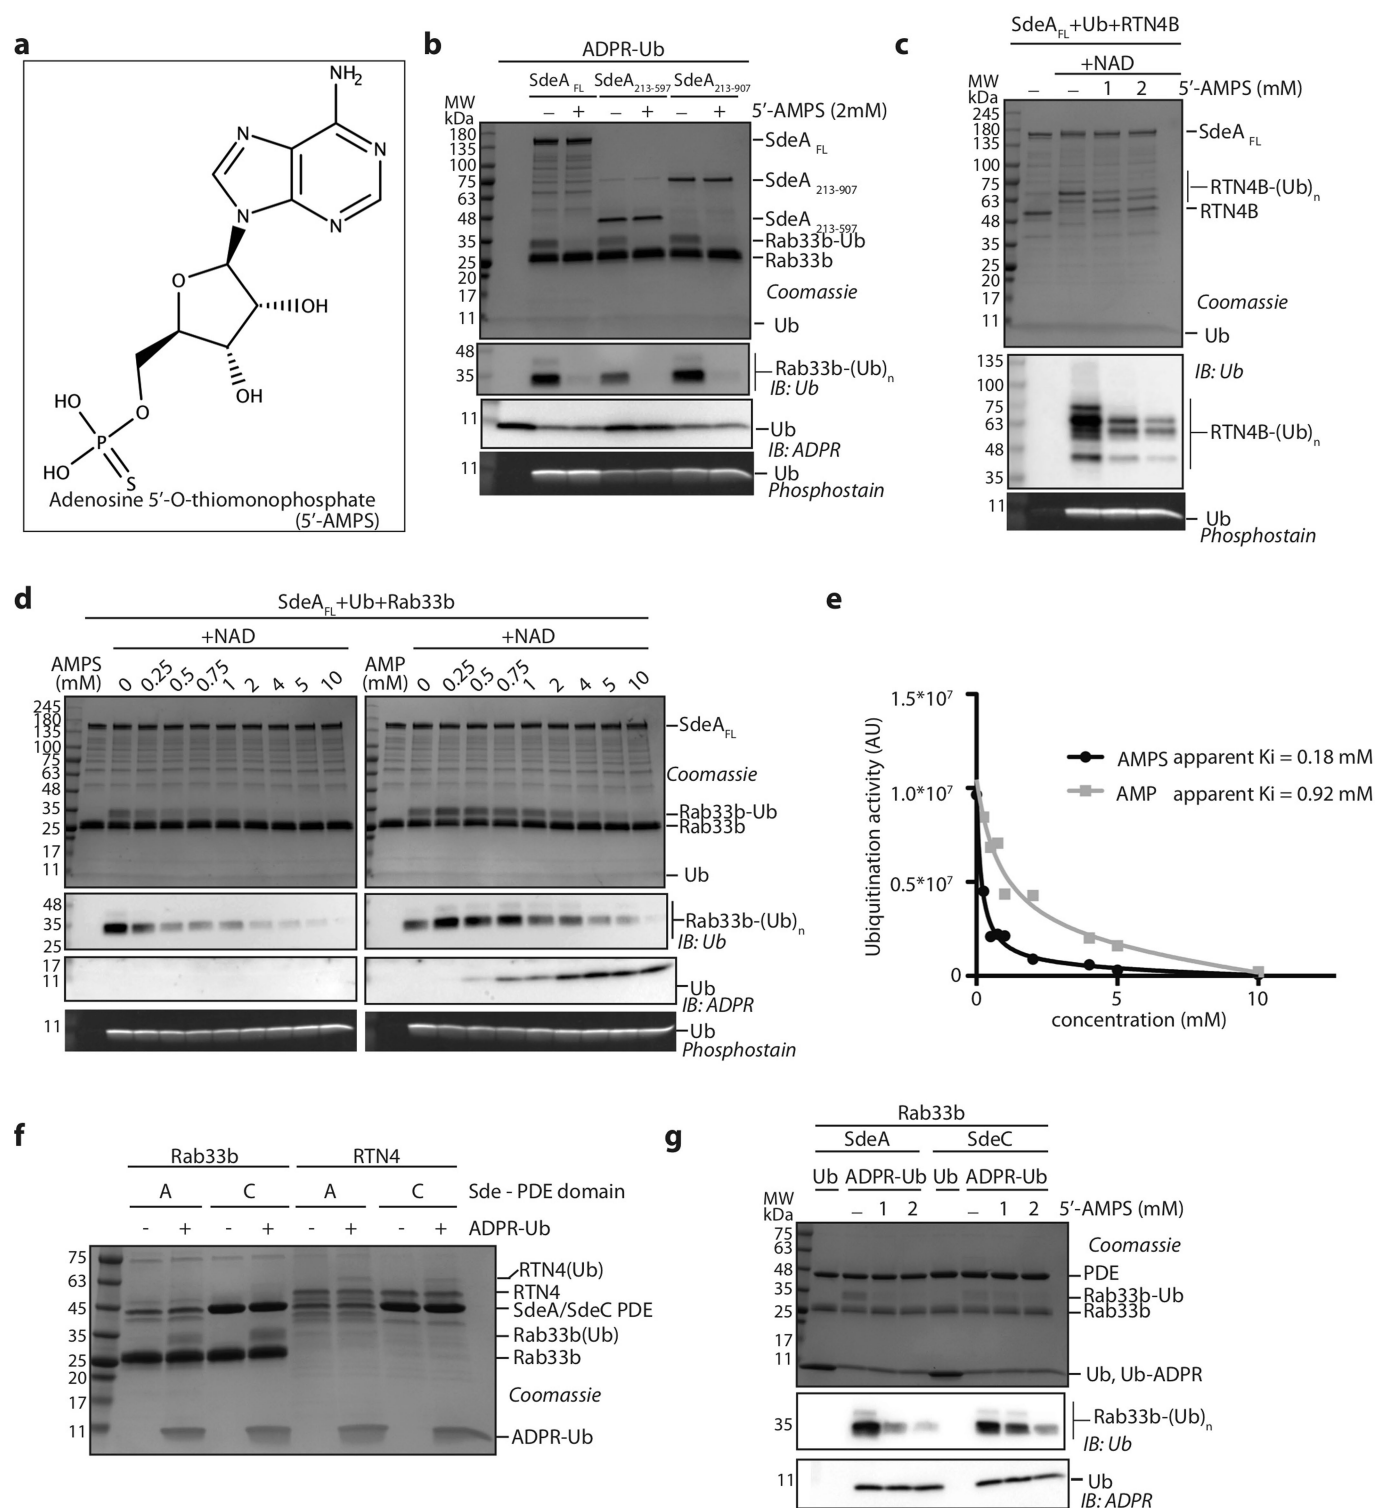 a
NH2
N
N
N
N
O
OH
OH
O
HO
P
HO
S
Adenosine 5’-O-thiomonophosphate
(5’-AMPS)
b
ADPR-Ub
SdeA FL SdeA213-597 SdeA213-907
MW
kDa
– + – + – + 5’-AMPS (2mM)
180
135
100
75
63
48
35
25
20
17
11
SdeA FL
SdeA 213-907
SdeA 213-597
Rab33b-Ub
Rab33b
Coomassie
Ub
48
35
Rab33b-(Ub)n
IB: Ub
11
Ub
IB: ADPR
11
Ub
Phosphostain
c
SdeAFL+Ub+RTN4B
+NAD
MW
kDa
– – 1 2 5’-AMPS (mM)
245
180
135
100
75
63
48
35
25
20
17
11
SdeA FL
RTN4B-(Ub)n
RTN4B
Coomassie
Ub
135
100
75
63
48
35
IB: Ub
RTN4B-(Ub)n
11
Ub
Phosphostain
d
SdeAFL+Ub+Rab33b
+NAD +NAD
AMPS
(mM)
0 0.25 0.5 0.75 1 2 4 5 10
AMP
(mM)
0 0.25 0.5 0.75 1 2 4 5 10
245
180
135
100
75
63
48
35
25
17
11
SdeAFL
Coomassie
Rab33b-Ub
Rab33b
Ub
48
35
25
Rab33b-(Ub)n
IB: Ub
17
11
Ub
IB: ADPR
11
Ub
Phosphostain
e
Ubiquitination activity (AU)
1.5*10^7
1.0*10^7
0.5*10^7
0
0 5 10
concentration (mM)
AMPS apparent Ki = 0.18 mM
AMP apparent Ki = 0.92 mM
f
Rab33b RTN4
A C A C Sde - PDE domain
- + - + - + - + ADPR-Ub
75
63
45
35
25
20
17
11
RTN4(Ub)
RTN4
SdeA/SdeC PDE
Rab33b(Ub)
Rab33b
Coomassie
ADPR-Ub
g
Rab33b
SdeA SdeC
Ub ADPR-Ub Ub ADPR-Ub
MW
kDa
– 1 2 – 1 2 5’-AMPS (mM)
75
63
48
35
25
17
11
Coomassie
PDE
Rab33b-Ub
Rab33b
Ub, Ub-ADPR
35
Rab33b-(Ub)n
IB: Ub
11
Ub
IB: ADPR